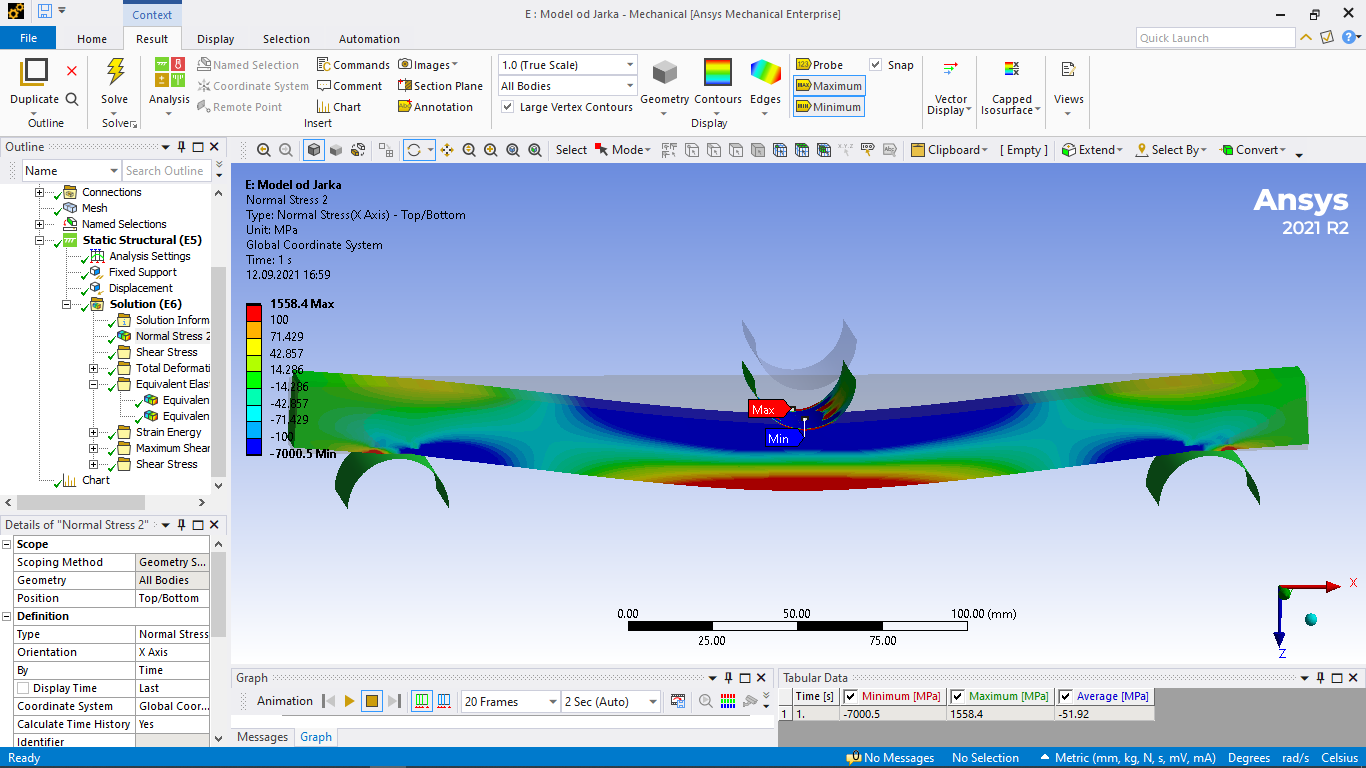 Context
E : Model od Jarka - Mechanical [Ansys Mechanical Enterprise]
File Home Result Display Selection Automation Quick Launch
Duplicate
Outline
Solve
Solver
Analysis
Named Selection
Coordinate System
Remote Point
Commands
Comment
Chart
Images
Section Plane
Annotation
Insert
1.0 (True Scale)
All Bodies
Large Vertex Contours
Geometry
Contours
Edges
Display
Probe
Maximum
Minimum
Snap
Vector
Display
Capped
Isosurface
Views
Outline
Name Search Outline
Select Mode Clipboard [ Empty ] Extend Select By Convert
Connections
Mesh
Named Selections
Static Structural (E5)
Analysis Settings
Fixed Support
Displacement
Solution (E6)
Solution Inform
Normal Stress 2
Shear Stress
Total Deformati
Equivalent Elast
Equivalen
Equivalen
Strain Energy
Maximum Shear
Shear Stress
Chart
E: Model od Jarka
Normal Stress 2
Type: Normal Stress(X Axis) - Top/Bottom
Unit: MPa
Global Coordinate System
Time: 1 s
12.09.2021 16:59
1558.4 Max
100
71.429
42.857
14.286
-14.286
-42.857
-71.429
-100
-7000.5 Min
Ansys
2021 R2
Max
Min
0.00 50.00 100.00 (mm)
25.00 75.00
X
Z
Details of "Normal Stress 2"
Scope
Scoping Method Geometry S...
Geometry All Bodies
Position Top/Bottom
Definition
Type Normal Stress
Orientation X Axis
By Time
Display Time Last
Coordinate System Global Coor...
Calculate Time History Yes
Identifier
Graph
Animation 20 Frames 2 Sec (Auto)
Messages Graph
Tabular Data
Time [s] Minimum [MPa] Maximum [MPa] Average [MPa]
1 1. -7000.5 1558.4 -51.92
Ready No Messages No Selection Metric (mm, kg, N, s, mV, mA) Degrees rad/s Celsius